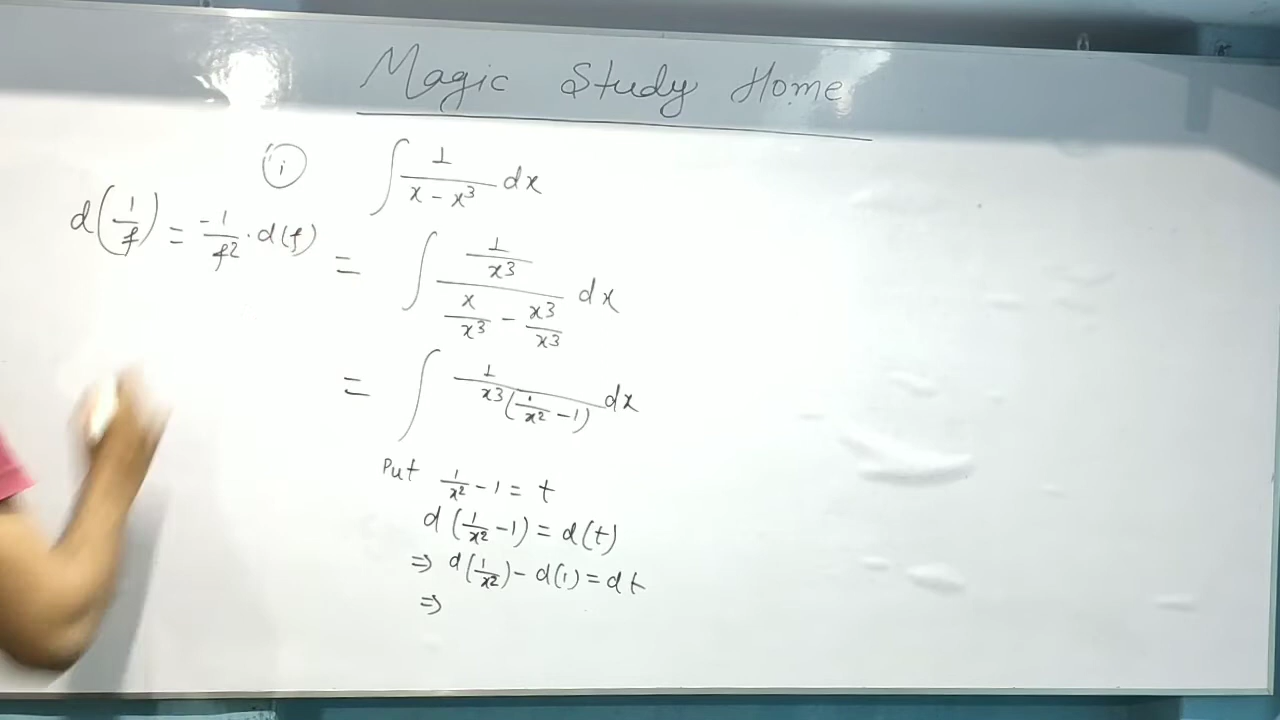 Magic Study Home
(i) ∫ 1/(x - x³) dx
d(1/f) = -1/f² · d(f)
= ∫ (1/x³)/(x/x³ - x³/x³) dx
= ∫ 1/(x³(1/x² - 1)) dx
Put 1/x² - 1 = t
d(1/x² - 1) = d(t)
⇒ d(1/x²) - d(1) = dt
⇒